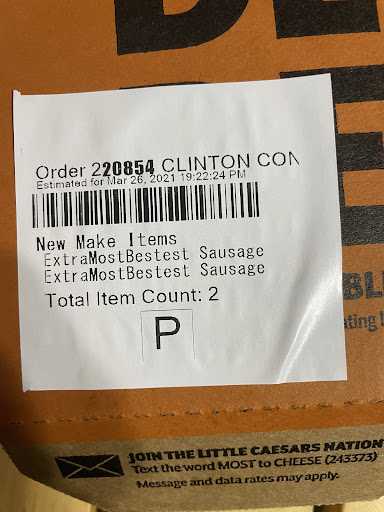 Order 220854 CLINTON CON
Estimated for Mar 26, 2021 19:22:24 PM
New Make Items
ExtraMostBestest Sausage
ExtraMostBestest Sausage
Total Item Count: 2
P
JOIN THE LITTLE CAESARS NATION
Text the word MOST to CHEESE (243373)
Message and data rates may apply.